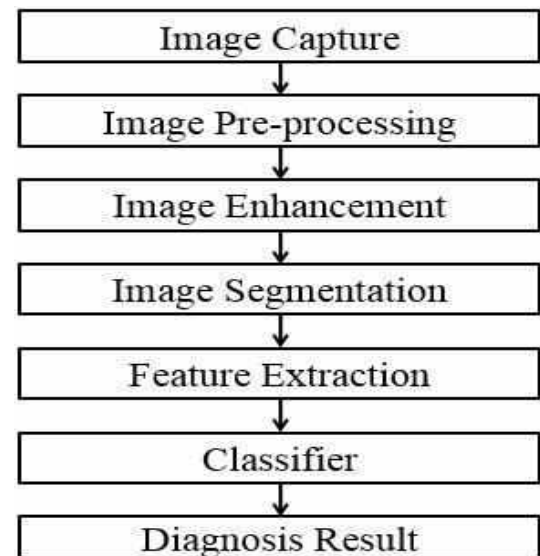 Image Capture
Image Pre-processing
Image Enhancement
Image Segmentation
Feature Extraction
Classifier
Diagnosis Result